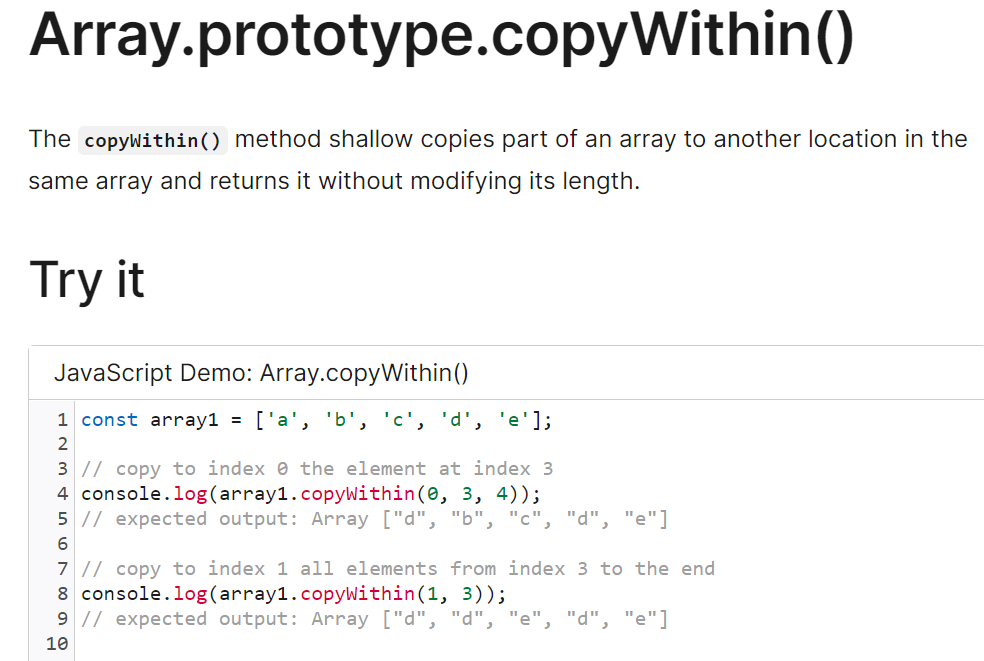 Array.prototype.copyWithin()
The copyWithin() method shallow copies part of an array to another location in the
same array and returns it without modifying its length.
Try it
JavaScript Demo: Array.copyWithin()
1 const array1 = ['a', 'b', 'c', 'd', 'e'];
2
3 // copy to index 0 the element at index 3
4 console.log(array1.copyWithin(0, 3, 4));
5 // expected output: Array ["d", "b", "c", "d", "e"]
6
7 // copy to index 1 all elements from index 3 to the end
8 console.log(array1.copyWithin(1, 3));
9 // expected output: Array ["d", "d", "e", "d", "e"]
10